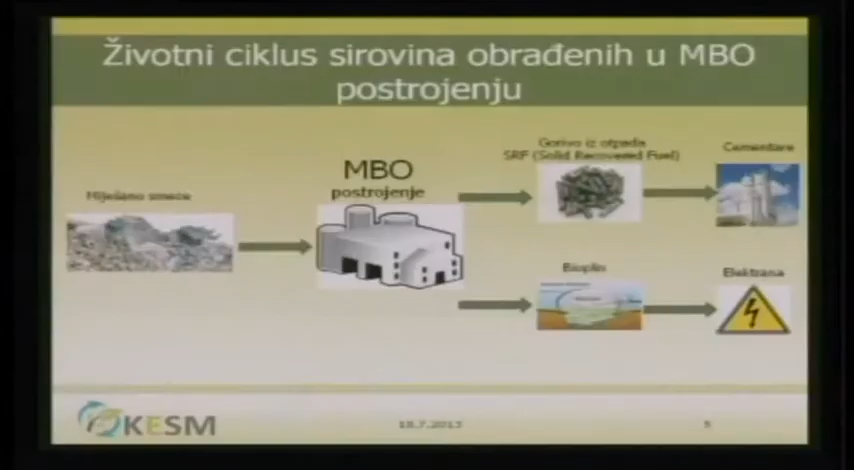 Životni ciklus sirovina obrađenih u MBO
postrojenju
Miješano smeće
MBO
postrojenje
Gorivo iz otpada
SRF (Solid Recovered Fuel)
Cementare
Bioplin
Elektrana
KESM
18.7.2013